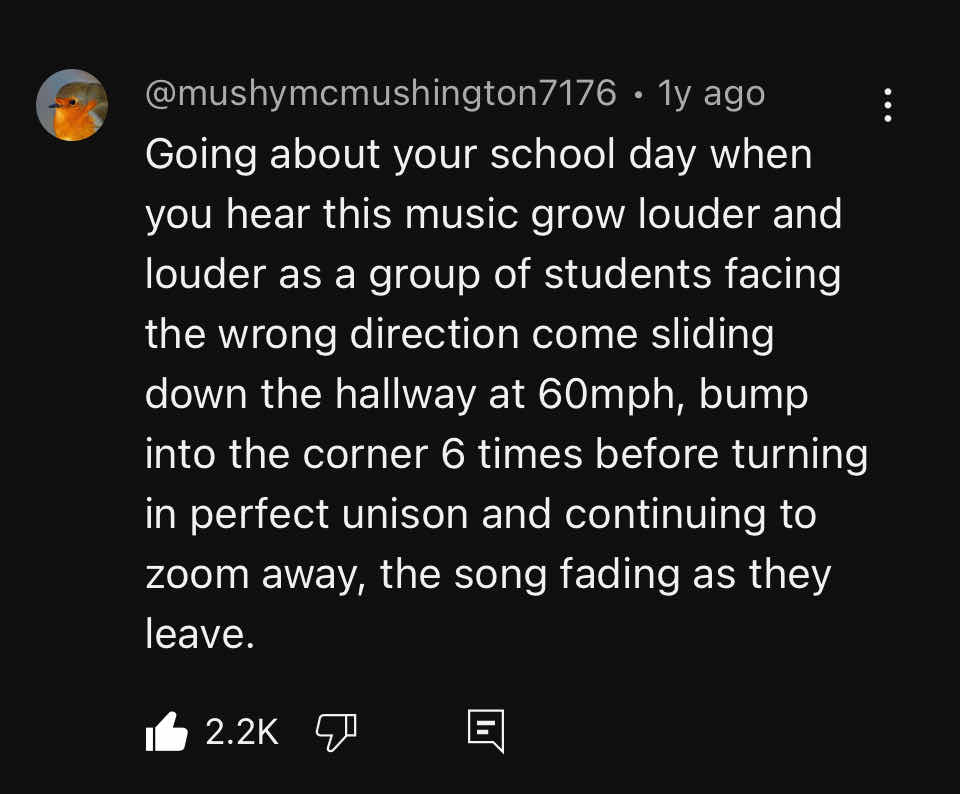 @mushymcmushington7176 • 1y ago
Going about your school day when
you hear this music grow louder and
louder as a group of students facing
the wrong direction come sliding
down the hallway at 60mph, bump
into the corner 6 times before turning
in perfect unison and continuing to
zoom away, the song fading as they
leave.
2.2K